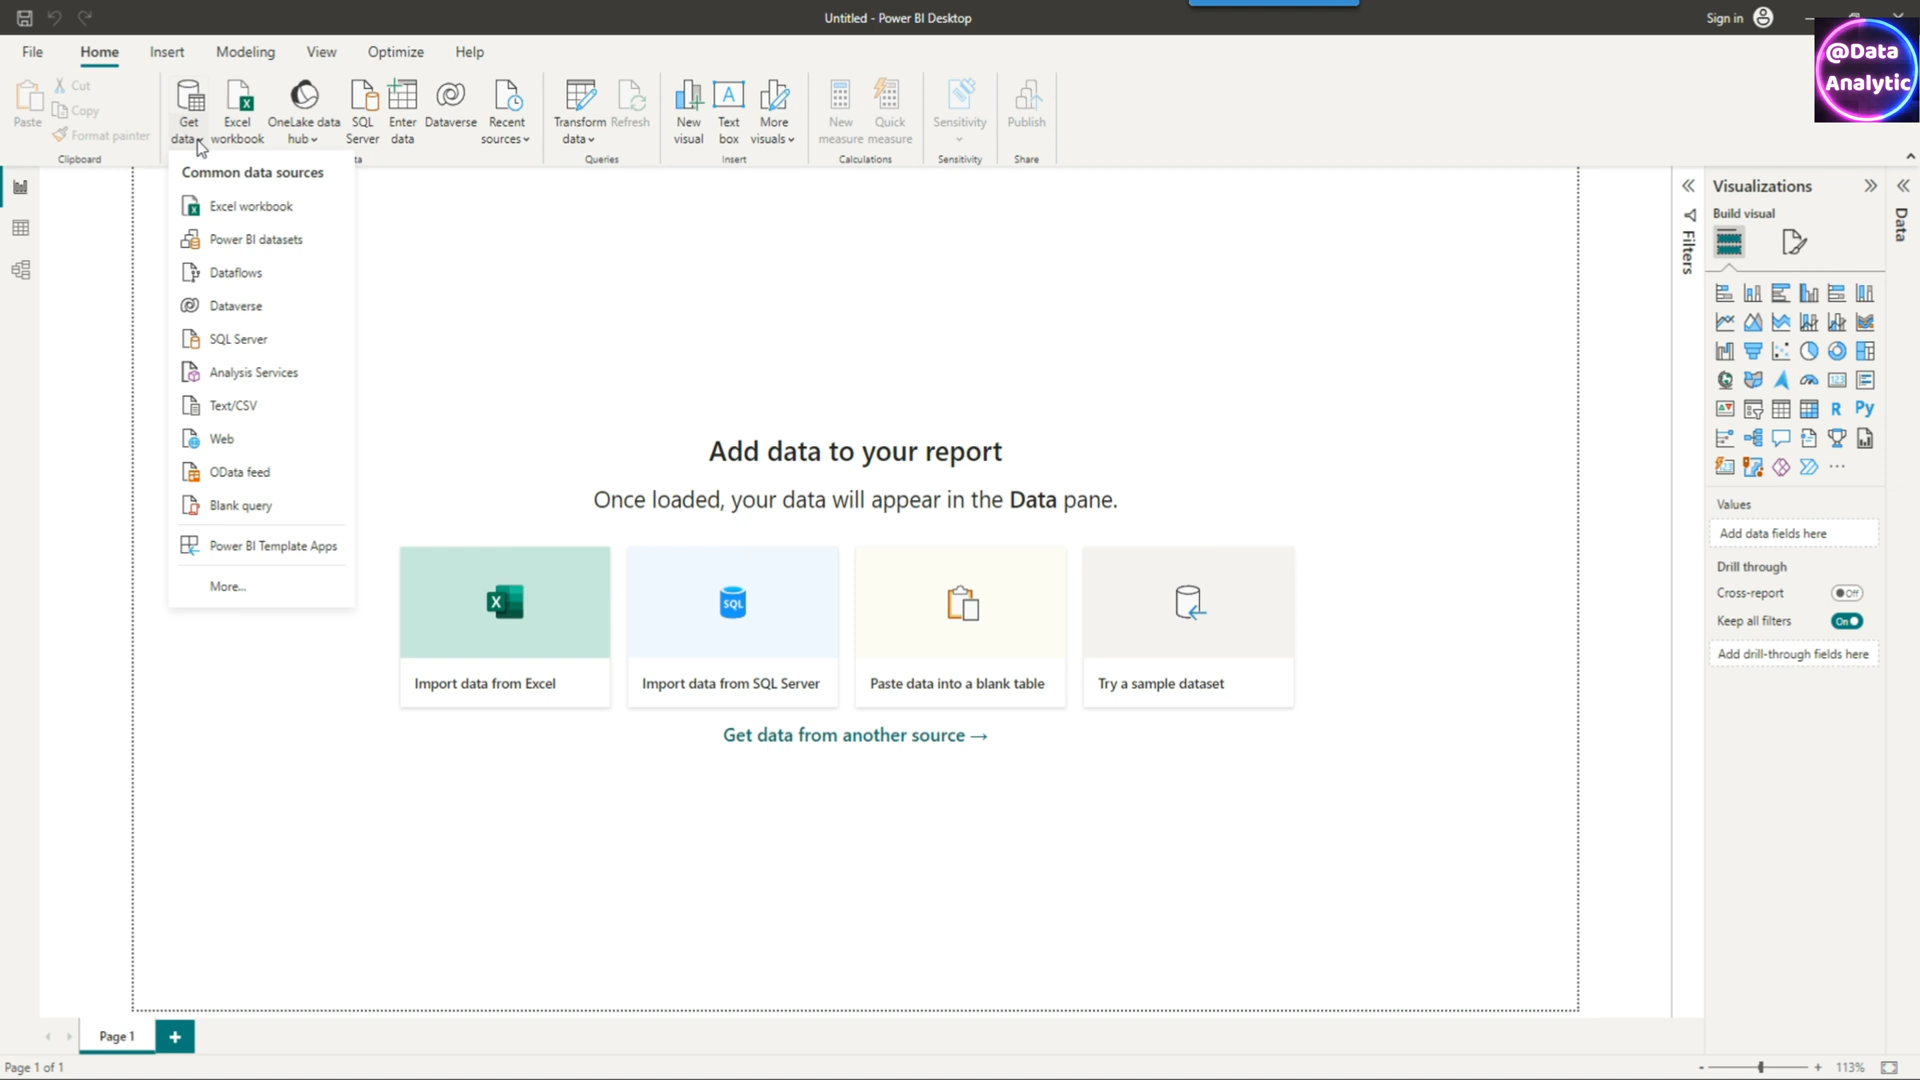 Untitled - Power BI Desktop
Sign in
@Data
Analytic
File Home Insert Modeling View Optimize Help
Paste
Cut
Copy
Format painter
Clipboard
Get data
Excel workbook
OneLake data hub
SQL Server
Enter data
Dataverse
Recent sources
ta
Transform data
Refresh
Queries
New visual
Text box
More visuals
Insert
New measure
Quick measure
Calculations
Sensitivity
Sensitivity
Publish
Share
Common data sources
Excel workbook
Power BI datasets
Dataflows
Dataverse
SQL Server
Analysis Services
Text/CSV
Web
OData feed
Blank query
Power BI Template Apps
More...
Add data to your report
Once loaded, your data will appear in the Data pane.
SQL
Import data from Excel
Import data from SQL Server
Paste data into a blank table
Try a sample dataset
Get data from another source →
Filters
Visualizations
Build visual
R
Py
123
Values
Add data fields here
Drill through
Cross-report
Off
Keep all filters
On
Add drill-through fields here
Data
Page 1
Page 1 of 1
113%